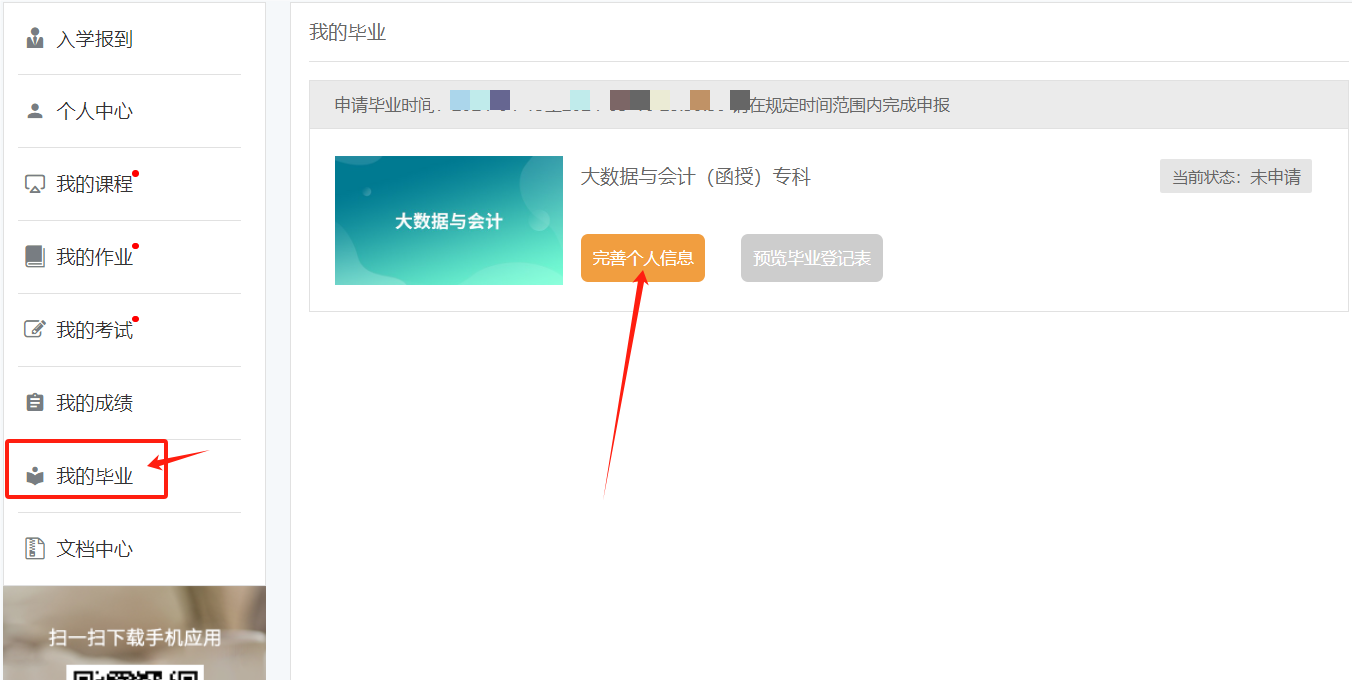 入学报到
个人中心
我的课程
我的作业
我的考试
我的成绩
我的毕业
文档中心
扫一扫下载手机应用
我的毕业
申请毕业时间: 在规定时间范围内完成申报
大数据与会计
大数据与会计（函授）专科
当前状态：未申请
完善个人信息
预览毕业登记表